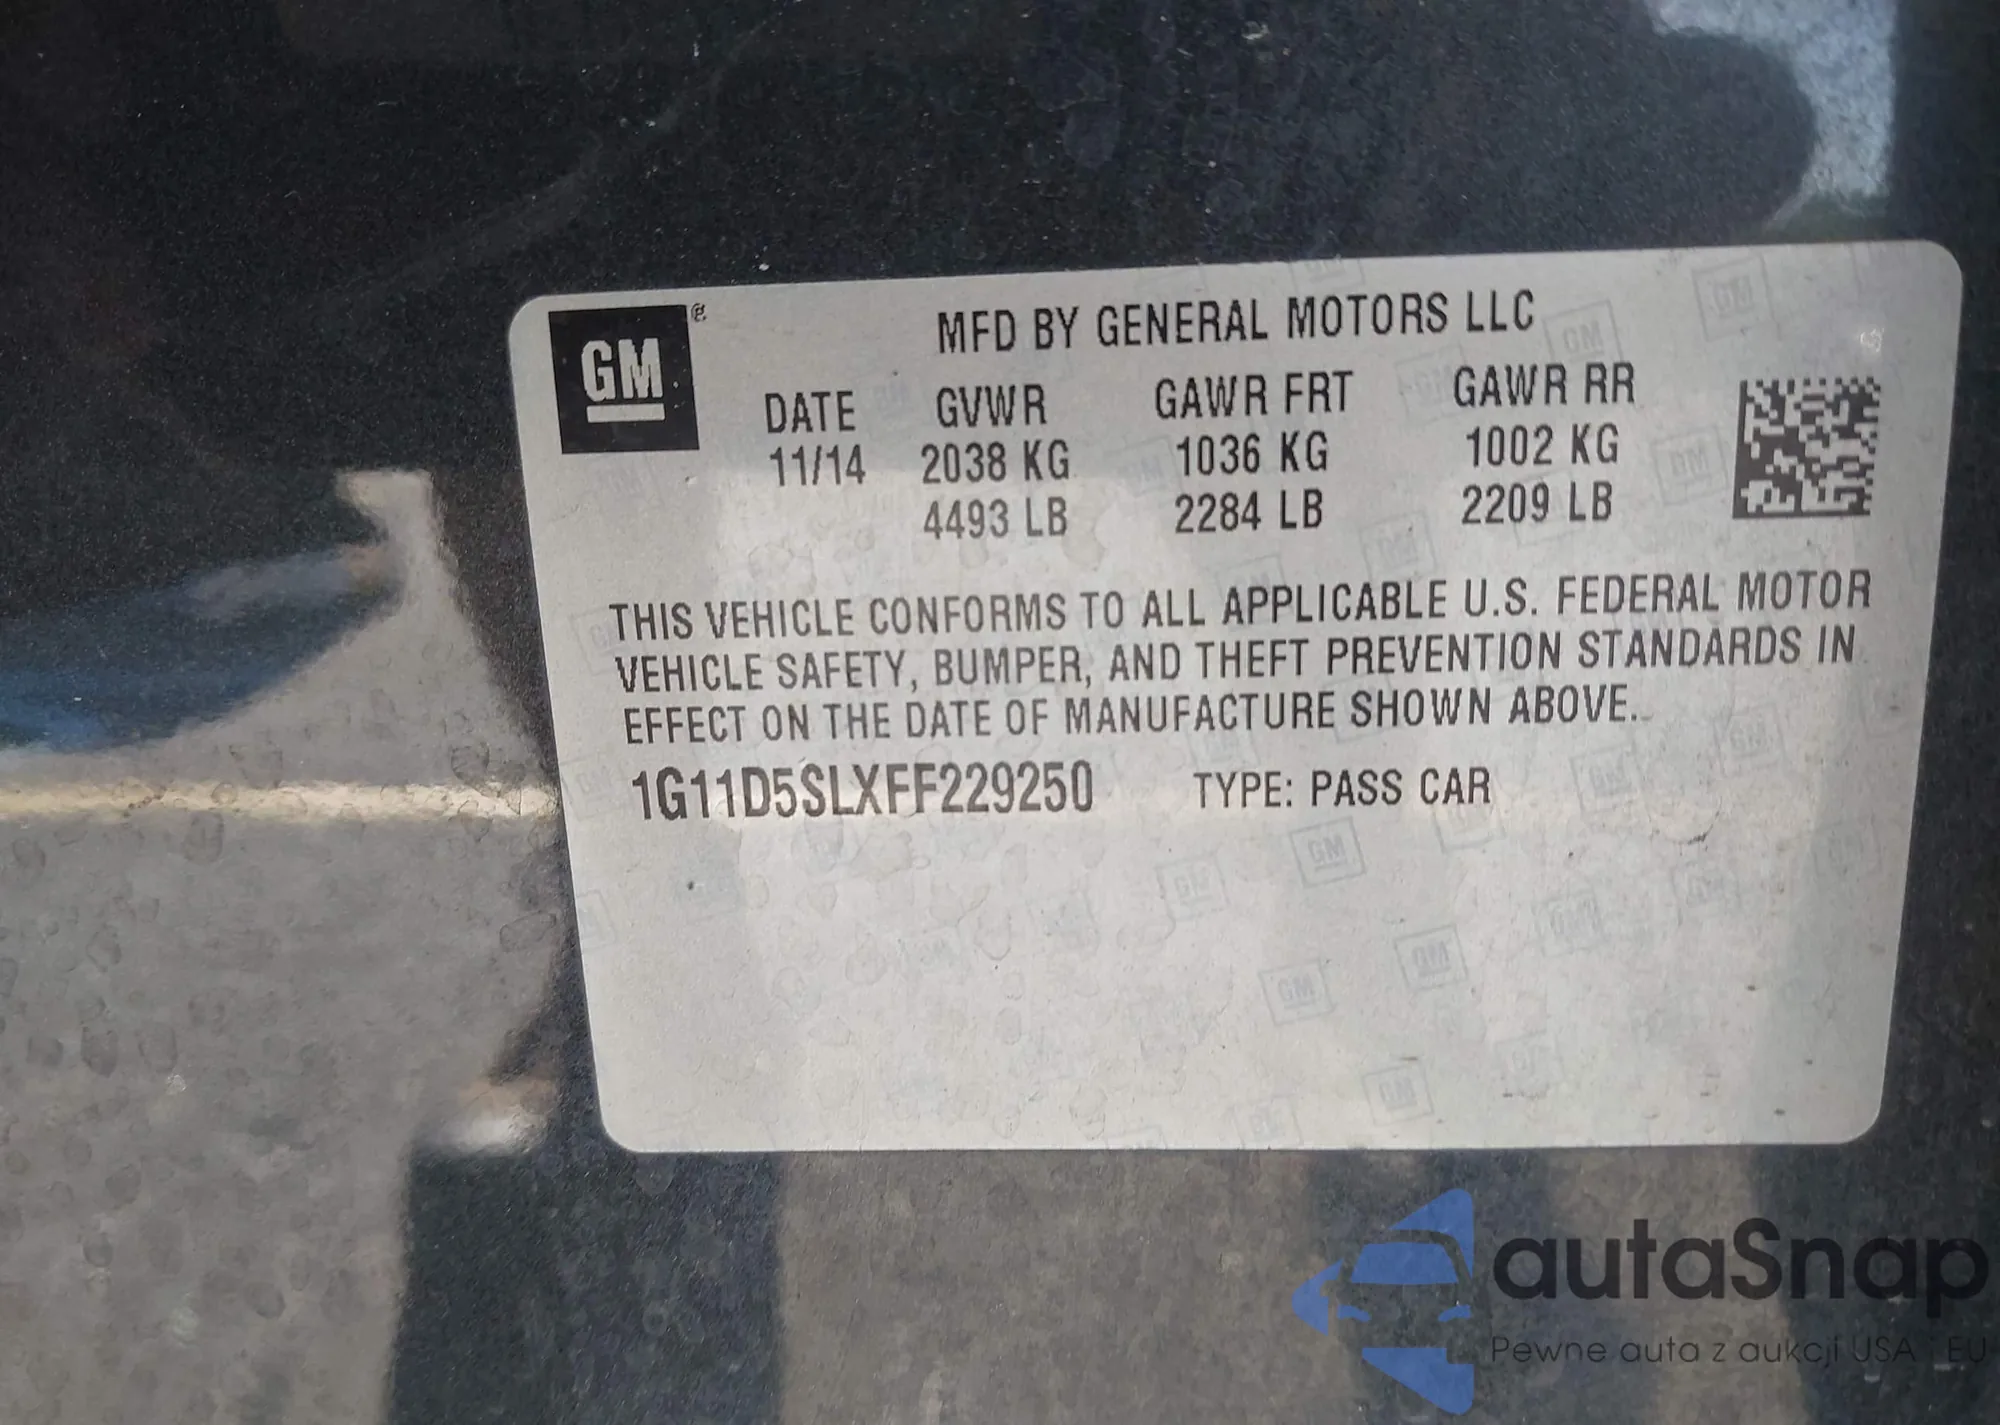 GM ®
MFD BY GENERAL MOTORS LLC
DATE GVWR GAWR FRT GAWR RR
11/14 2038 KG 1036 KG 1002 KG
4493 LB 2284 LB 2209 LB
THIS VEHICLE CONFORMS TO ALL APPLICABLE U.S. FEDERAL MOTOR
VEHICLE SAFETY, BUMPER, AND THEFT PREVENTION STANDARDS IN
EFFECT ON THE DATE OF MANUFACTURE SHOWN ABOVE.
1G11D5SLXFF229250 TYPE: PASS CAR
autaSnap
Pewne auta z aukcji USA i EU